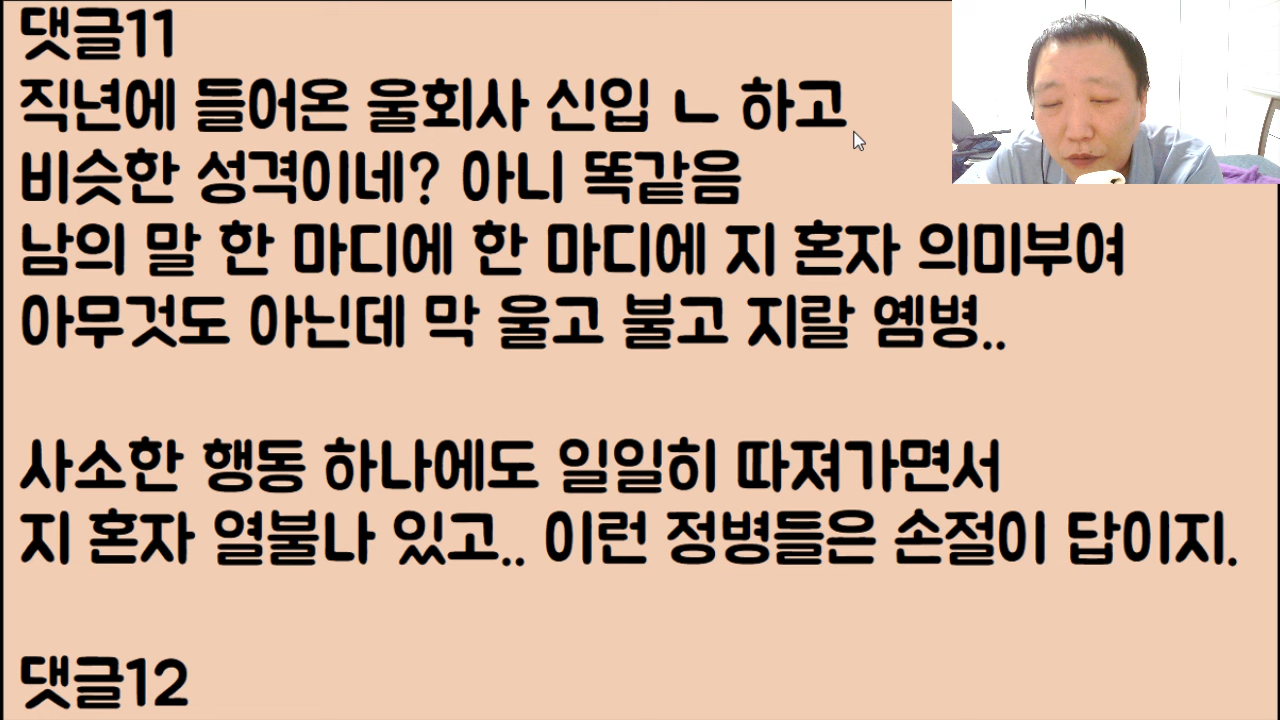 댓글11
직년에 들어온 울회사 신입 ㄴ 하고
비슷한 성격이네? 아니 똑같음
남의 말 한 마디에 한 마디에 지 혼자 의미부여
아무것도 아닌데 막 울고 불고 지랄 옘병..
사소한 행동 하나에도 일일히 따져가면서
지 혼자 열불나 있고.. 이런 정병들은 손절이 답이지.
댓글12